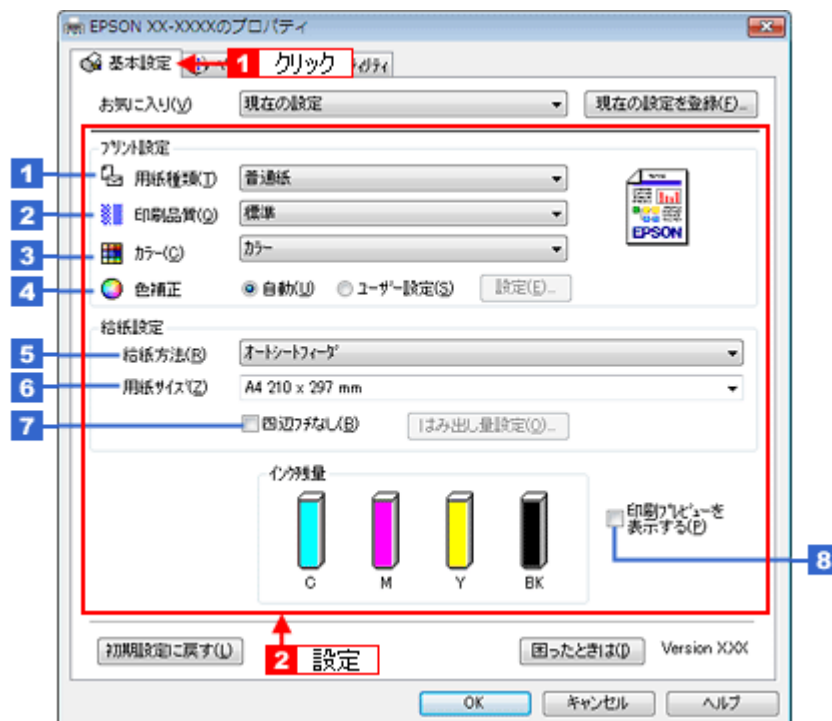 EPSON XX-XXXXのプロパティ
基本設定
1 クリック
ィリティ
お気に入り(V) 現在の設定 現在の設定を登録(F)...
プリント設定
1 用紙種類(T) 普通紙
2 印刷品質(Q) 標準
3 カラー(C) カラー
4 色補正 自動(U) ユーザー設定(S) 設定(E)...
EPSON
給紙設定
5 給紙方法(R) オートシートフィーダ
6 用紙サイズ(Z) A4 210 x 297 mm
7 四辺フチなし(B) はみ出し量設定(O)...
インク残量
C M Y BK
印刷プレビューを
表示する(P)
8
2 設定
初期設定に戻す(L) 困ったときは(I) Version XXX
OK キャンセル ヘルプ